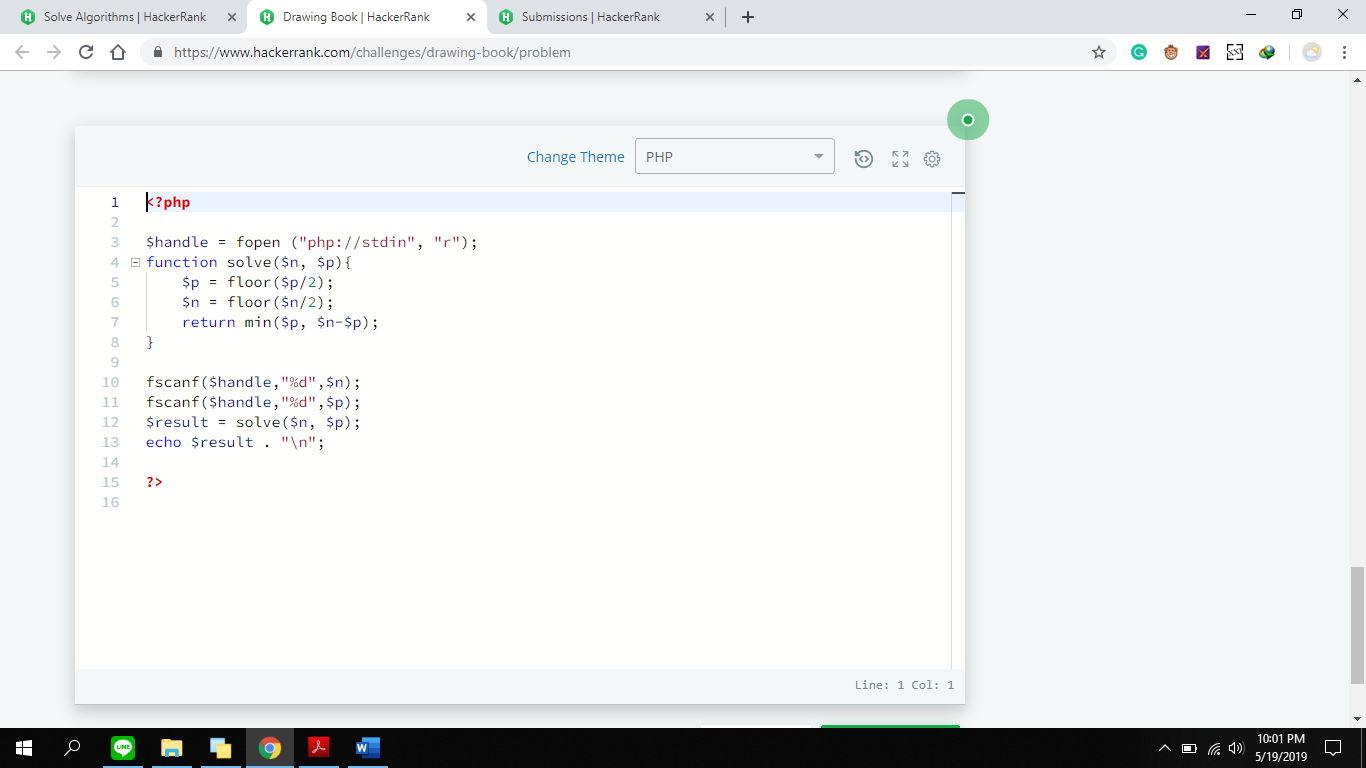 Solve Algorithms | HackerRank
Drawing Book | HackerRank
Submissions | HackerRank
https://www.hackerrank.com/challenges/drawing-book/problem
Change Theme
PHP
1 <?php
2
3 $handle = fopen ("php://stdin", "r");
4 function solve($n, $p){
5 $p = floor($p/2);
6 $n = floor($n/2);
7 return min($p, $n-$p);
8 }
9
10 fscanf($handle,"%d",$n);
11 fscanf($handle,"%d",$p);
12 $result = solve($n, $p);
13 echo $result . "\n";
14
15 ?>
16
Line: 1 Col: 1
LINE
W
10:01 PM
5/19/2019